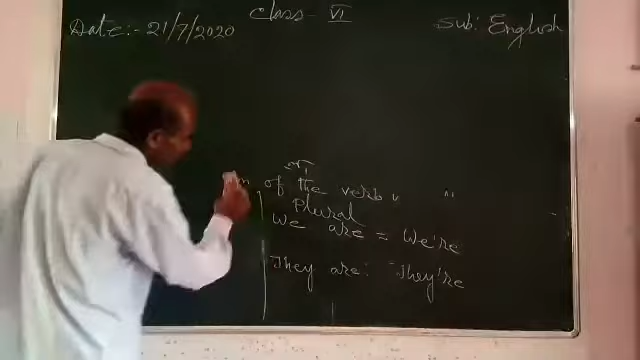 Date:- 21/7/2020
Class - VI
Sub: English
or
of the verb "
Plural
We are = We're
They are: They're